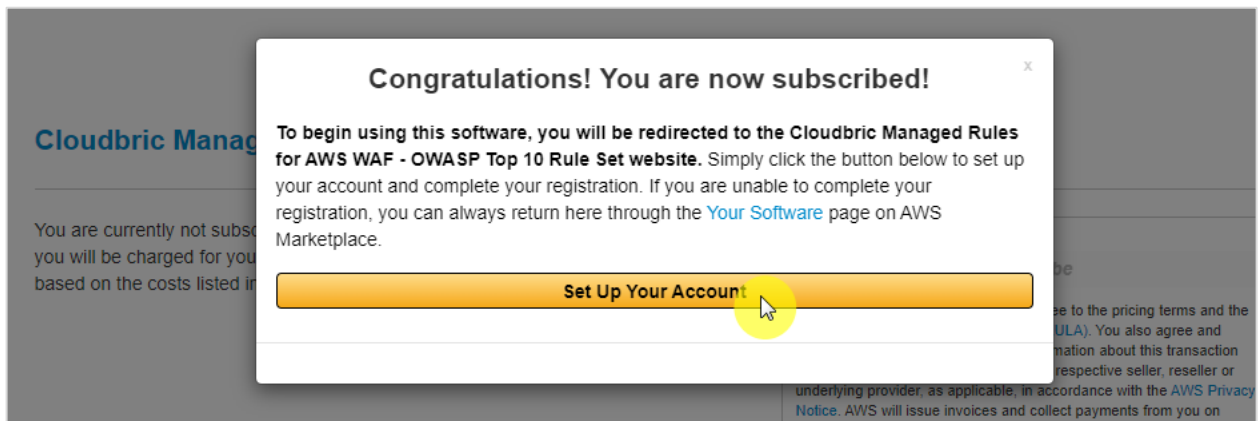 Congratulations! You are now subscribed!
x
To begin using this software, you will be redirected to the Cloudbric Managed Rules
for AWS WAF - OWASP Top 10 Rule Set website. Simply click the button below to set up
your account and complete your registration. If you are unable to complete your
registration, you can always return here through the Your Software page on AWS
Marketplace.
Set Up Your Account
Cloudbric Manag
You are currently not subsc
you will be charged for you
based on the costs listed in
be
ee to the pricing terms and the
ULA). You also agree and
mation about this transaction
respective seller, reseller or
underlying provider, as applicable, in accordance with the AWS Privacy
Notice. AWS will issue invoices and collect payments from you on